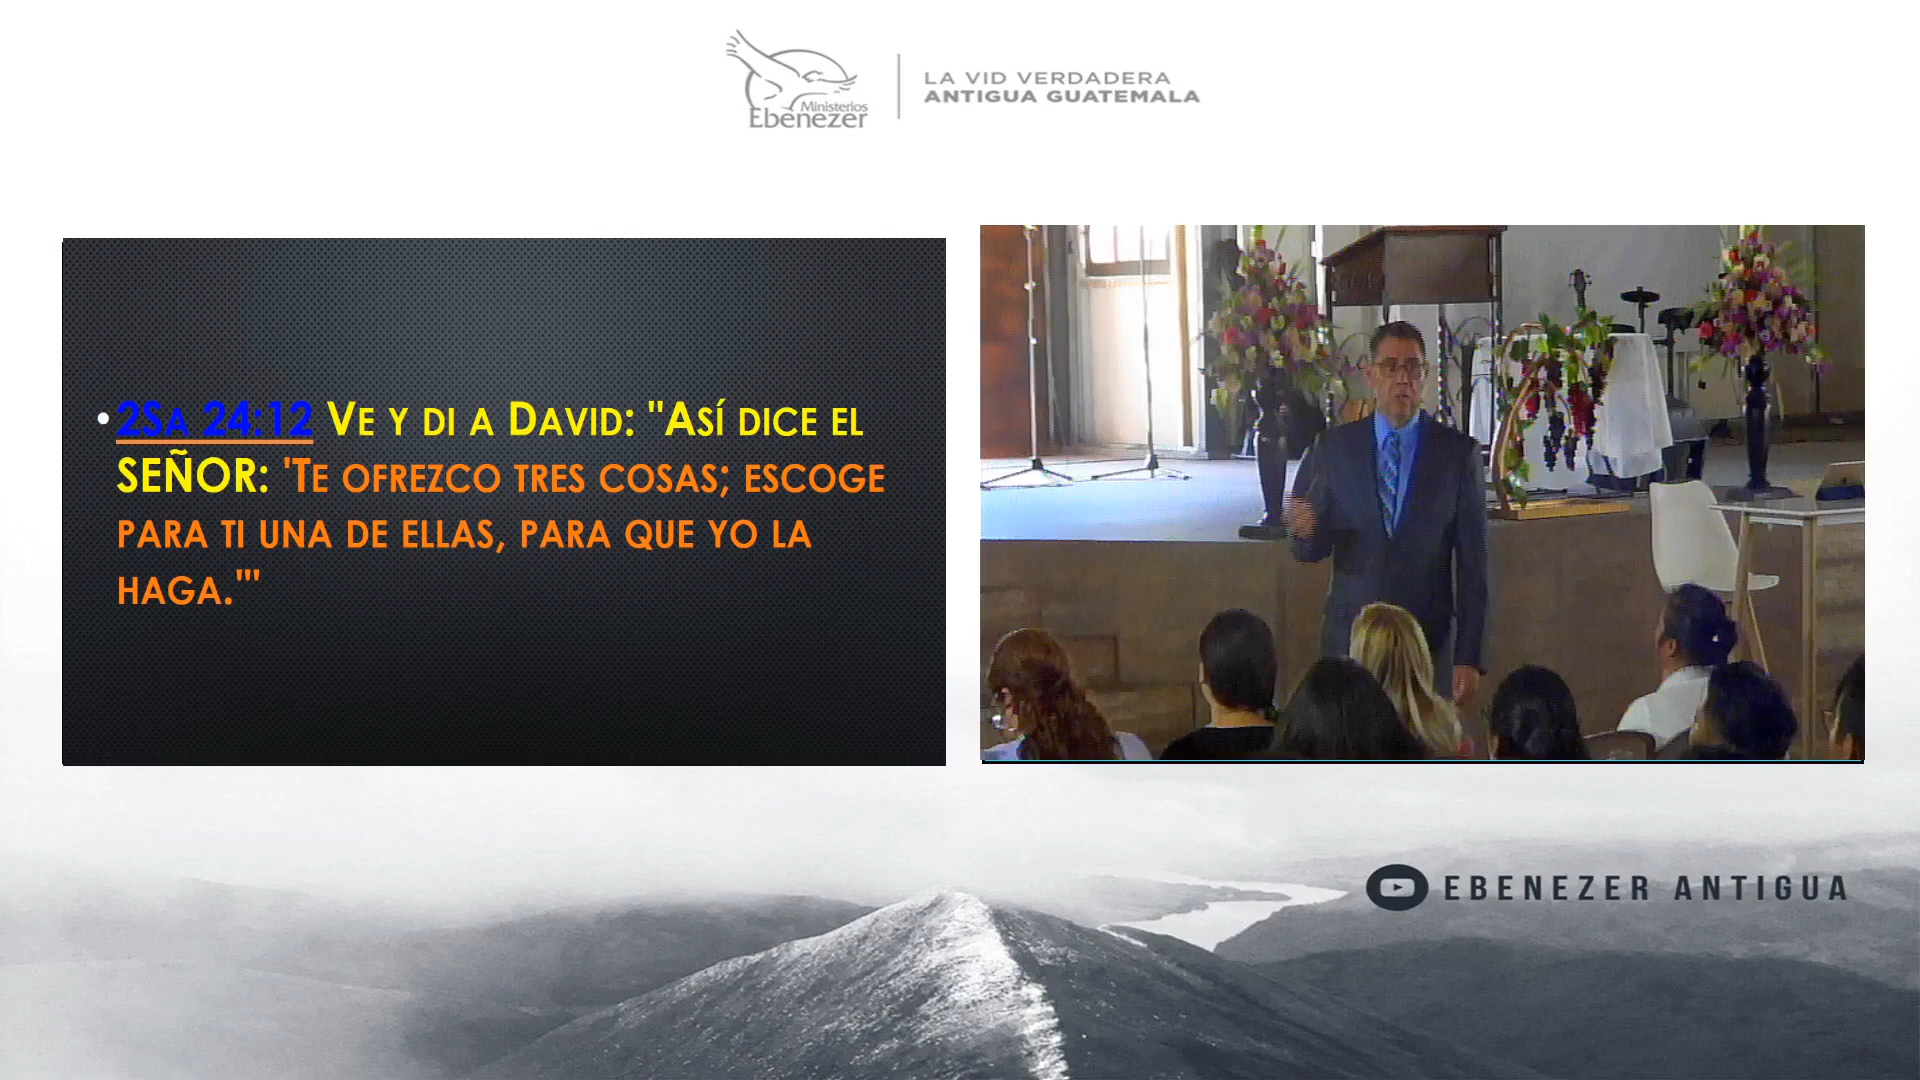 Ministerios
Ebenezer
LA VID VERDADERA
ANTIGUA GUATEMALA
• 2Sa 24:12 Ve y di a David: "Así dice el
SEÑOR: 'Te ofrezco tres cosas; escoge
para ti una de ellas, para que yo la
haga.'"
EBENEZER ANTIGUA